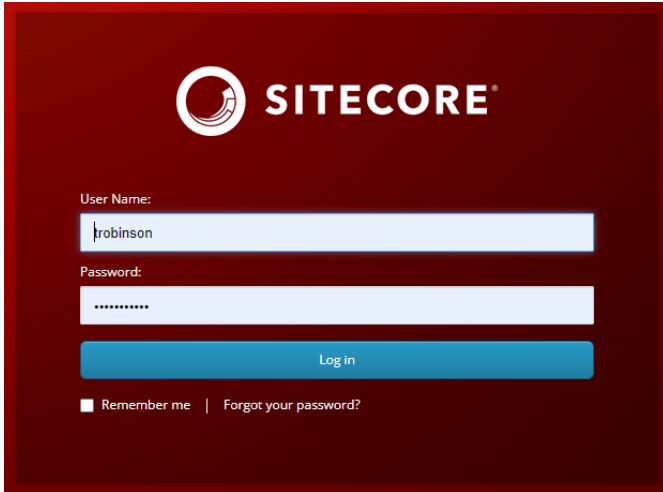 SITECORE®
User Name:
trobinson
Password:
•••••••••••
Log in
Remember me | Forgot your password?